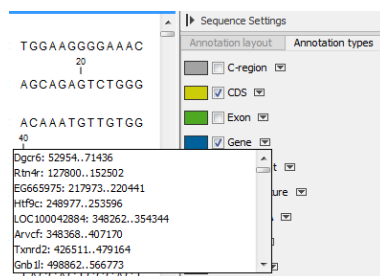 Sequence Settings
TGGAAGGGGAAAC
20
AGCAGAGTCTGGG
ACAAATGTTGTGG
40
Annotation layout Annotation types
C-region
CDS
Exon
Gene
Dgcr6: 52954..71436
Rtn4r: 127800..152502
EG665975: 217973..220441
Htf9c: 248977..253596
LOC100042884: 348262..354344
Arvcf: 348368..407170
Txnrd2: 426511..479164
Gnb1l: 498862..566773